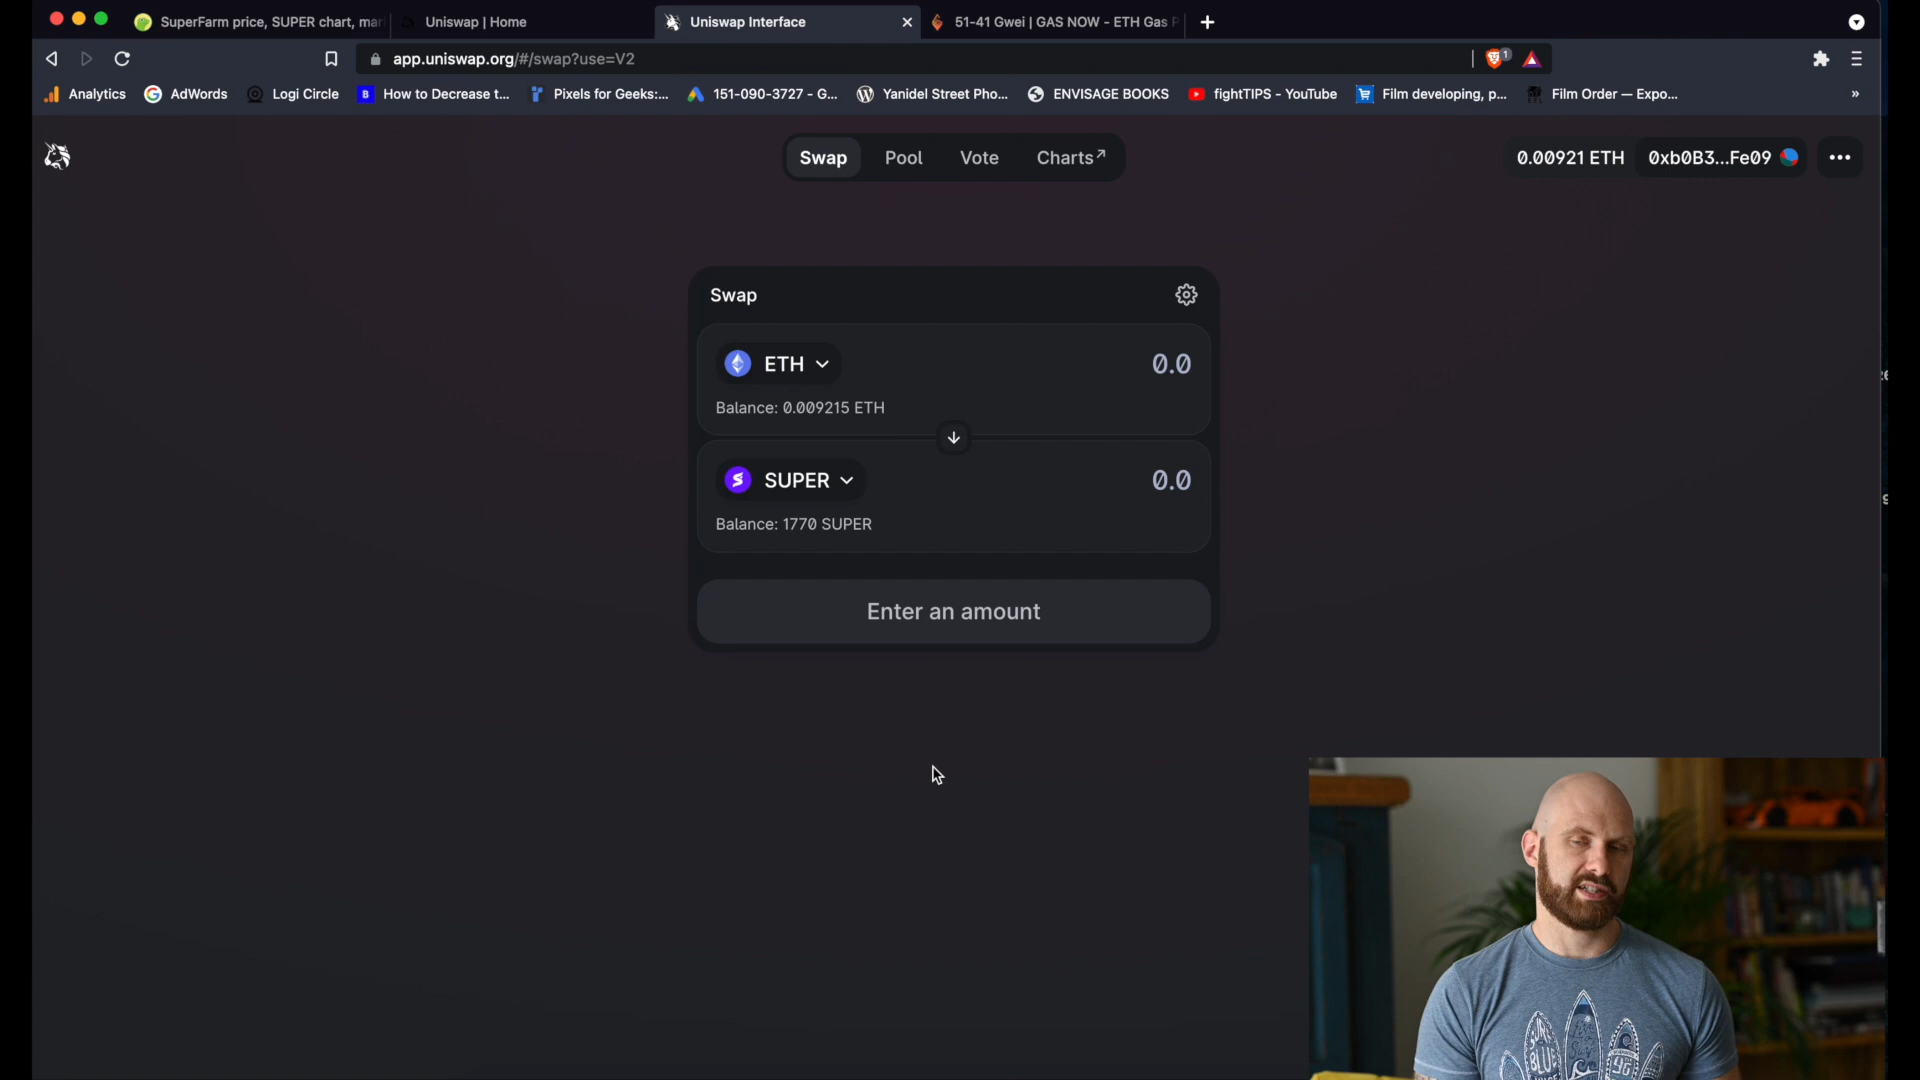 SuperFarm price, SUPER chart, mar
Uniswap | Home
Uniswap Interface
51-41 Gwei | GAS NOW - ETH Gas P
app.uniswap.org/#/swap?use=V2
1
Analytics
AdWords
Logi Circle
How to Decrease t...
Pixels for Geeks:...
151-090-3727 - G...
Yanidel Street Pho...
ENVISAGE BOOKS
fightTIPS - YouTube
Film developing, p...
Film Order — Expo...
Swap
Pool
Vote
Charts
0.00921 ETH
0xb0B3...Fe09
Swap
ETH
0.0
Balance: 0.009215 ETH
SUPER
0.0
Balance: 1770 SUPER
Enter an amount